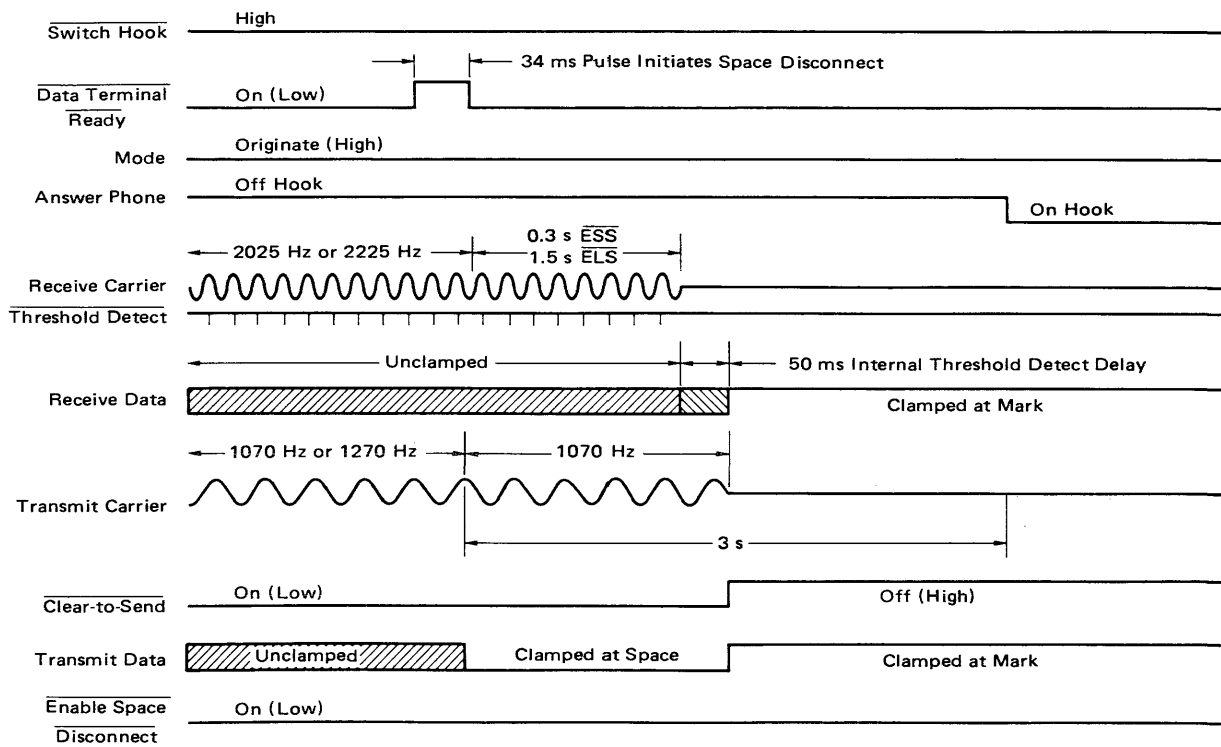 High
Switch Hook
34 ms Pulse Initiates Space Disconnect
Data Terminal
Ready
On (Low)
Originate (High)
Mode
Off Hook
Answer Phone
On Hook
0.3 s ESS
2025 Hz or 2225 Hz
1.5 s ELS
Receive Carrier
Threshold Detect
Unclamped
50 ms Internal Threshold Detect Delay
Receive Data
Clamped at Mark
1070 Hz or 1270 Hz
1070 Hz
Transmit Carrier
3 s
On (Low)
Off (High)
Clear-to-Send
Transmit Data
Unclamped
Clamped at Space
Clamped at Mark
Enable Space
Disconnect
On (Low)